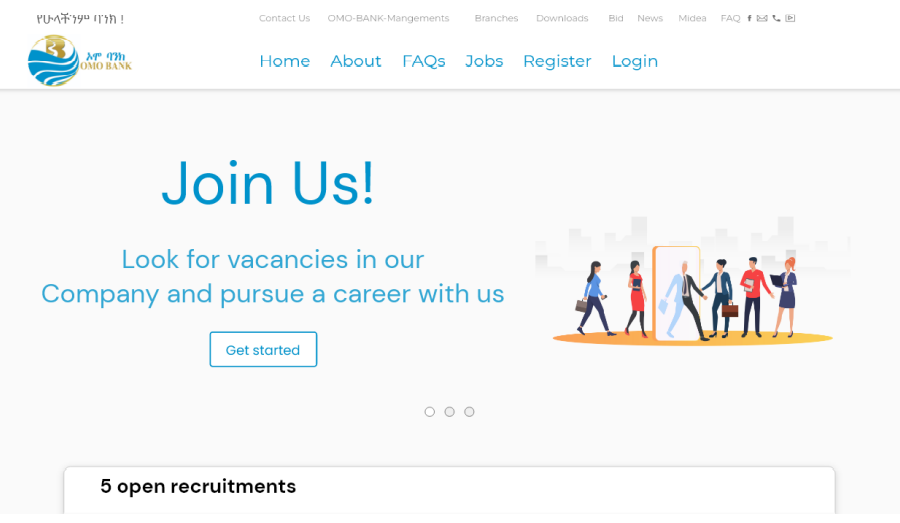 የሁላችንም ባንክ !
Contact Us OMO-BANK-Mangements Branches Downloads Bid News Midea FAQ
ኦሞ ባንክ
OMO BANK
Home About FAQs Jobs Register Login
Join Us!
Look for vacancies in our
Company and pursue a career with us
Get started
5 open recruitments